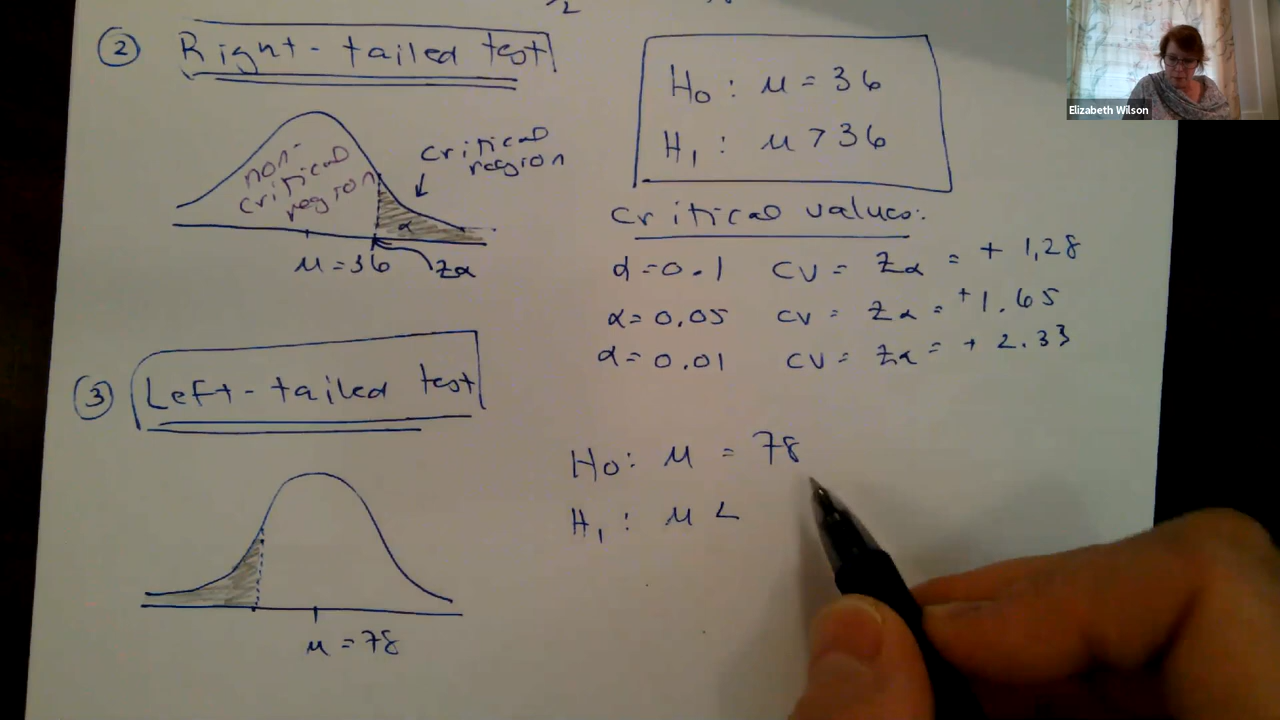 2
② Right-tailed test
H0: μ = 36
H1: μ > 36
Elizabeth Wilson
non-
critical
region
critical
region
α
μ = 36
Zα
critical values:
α=0.1 CV = Zα = + 1,28
α=0.05 CV = Zα = +1.65
α=0.01 CV = Zα = + 2.33
③ Left-tailed test
H0: μ = 78
H1: μ <
μ = 78